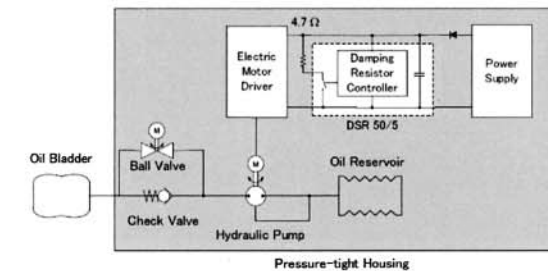 4.7 Ω
Electric
Motor
Driver
Damping
Resistor
Controller
Power
Supply
DSR 50/5
M
Oil Bladder
Ball Valve
M
Oil Reservoir
Check Valve
Hydraulic Pump
Pressure-tight Housing